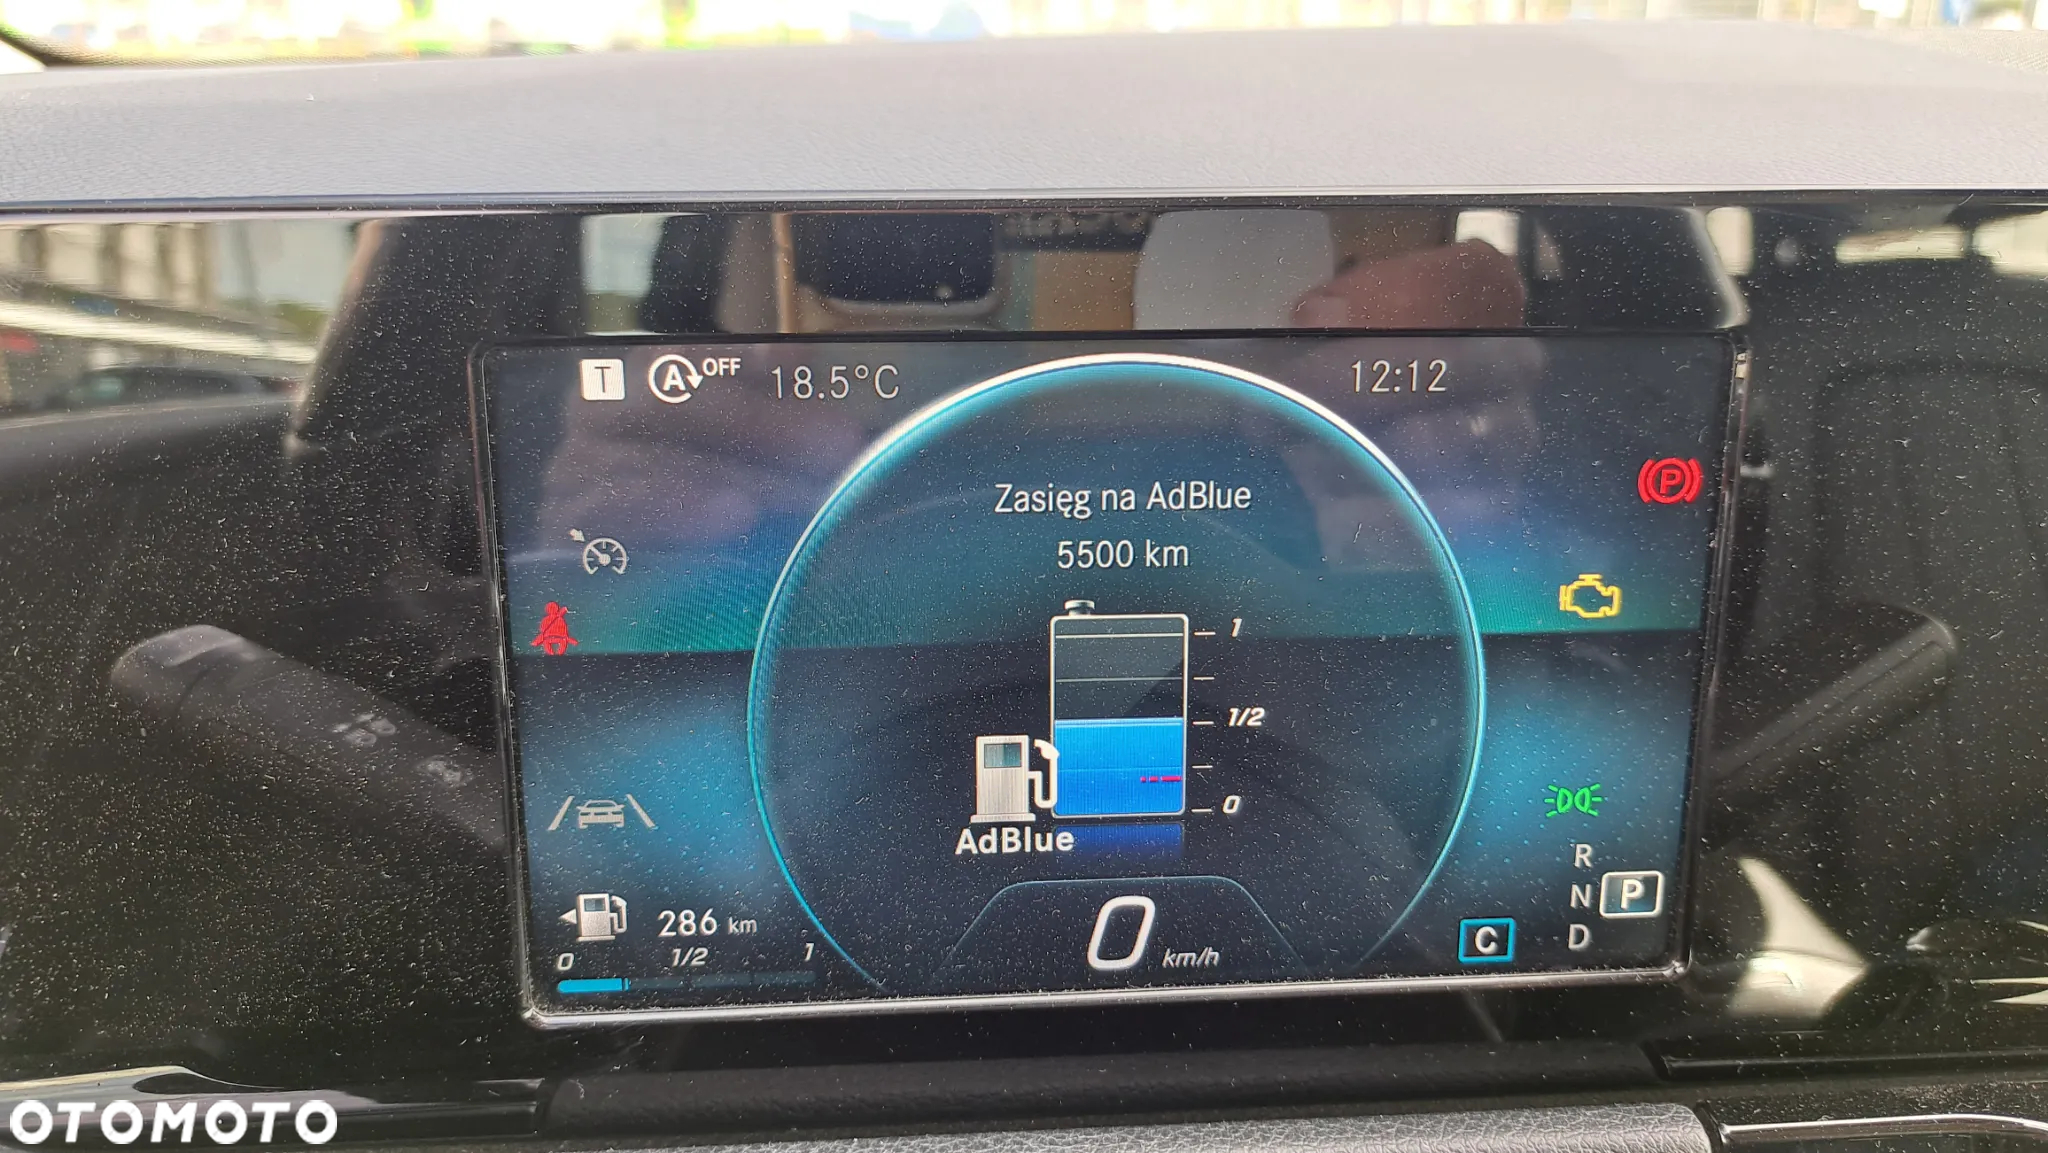 T A OFF 18.5°C 12:12
Zasięg na AdBlue
5500 km
P
1
1/2
0
AdBlue
R
N P
D
C
286 km
0 1/2 1
0 km/h
OTOMOTO